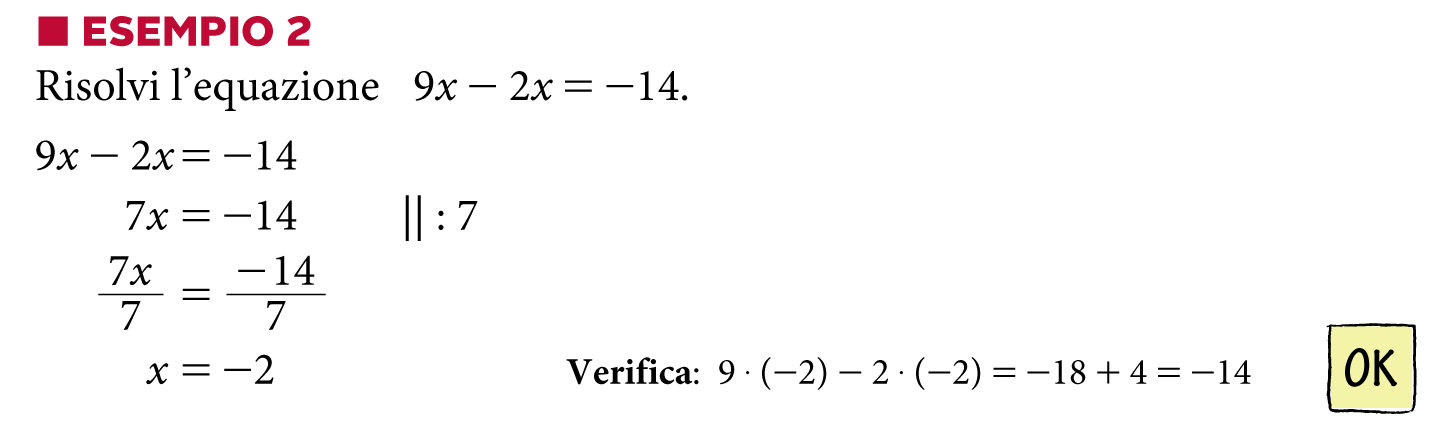 ■ ESEMPIO 2
Risolvi l’equazione 9x − 2x = −14.
9x − 2x = −14
7x = −14 || : 7
7x/7 = −14/7
x = −2 Verifica: 9 · (−2) − 2 · (−2) = −18 + 4 = −14 OK